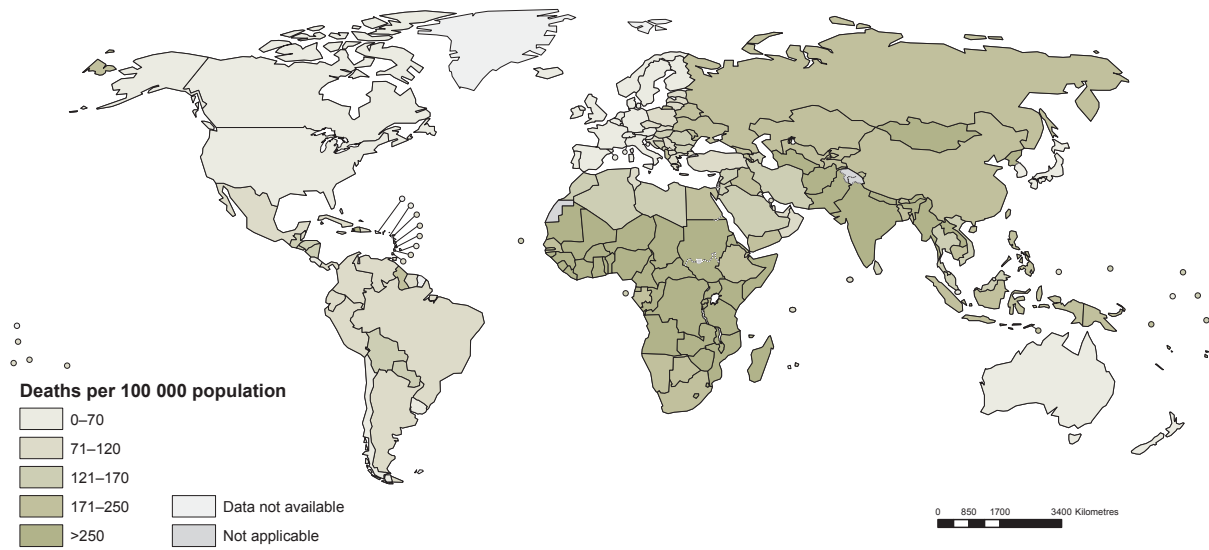 Deaths per 100 000 population
0–70
71–120
121–170
171–250
>250
Data not available
Not applicable
0 850 1700 3400 Kilometres